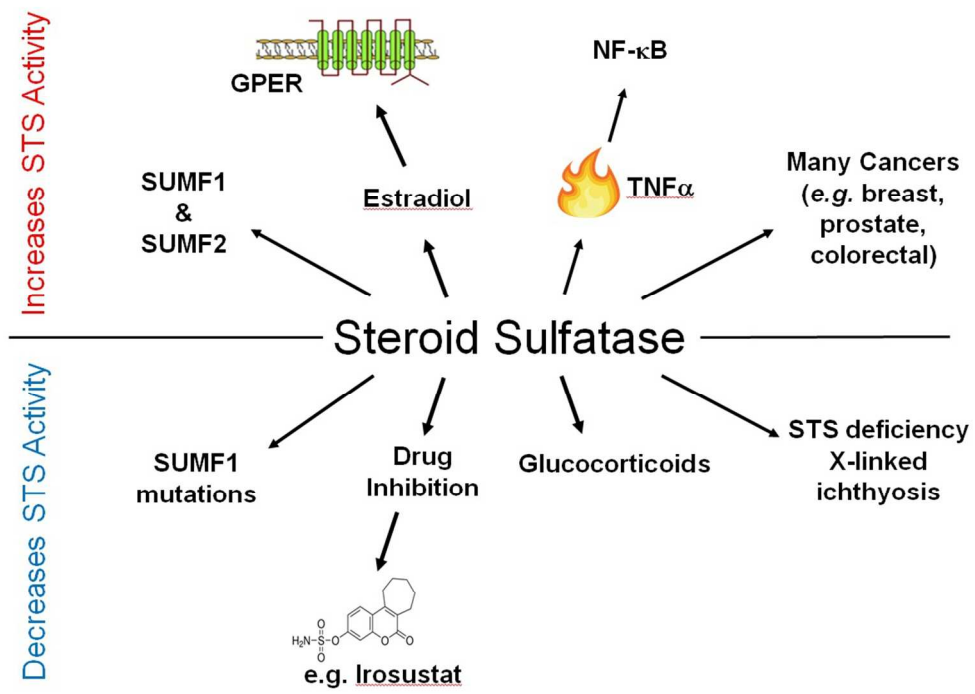 Increases STS Activity
GPER
NF-κB
SUMF1
&
SUMF2
Estradiol
TNFα
Many Cancers
(e.g. breast,
prostate,
colorectal)
Steroid Sulfatase
Decreases STS Activity
SUMF1
mutations
Drug
Inhibition
Glucocorticoids
STS deficiency
X-linked
ichthyosis
H₂N-S-O
O
O
O
O
e.g. Irosustat